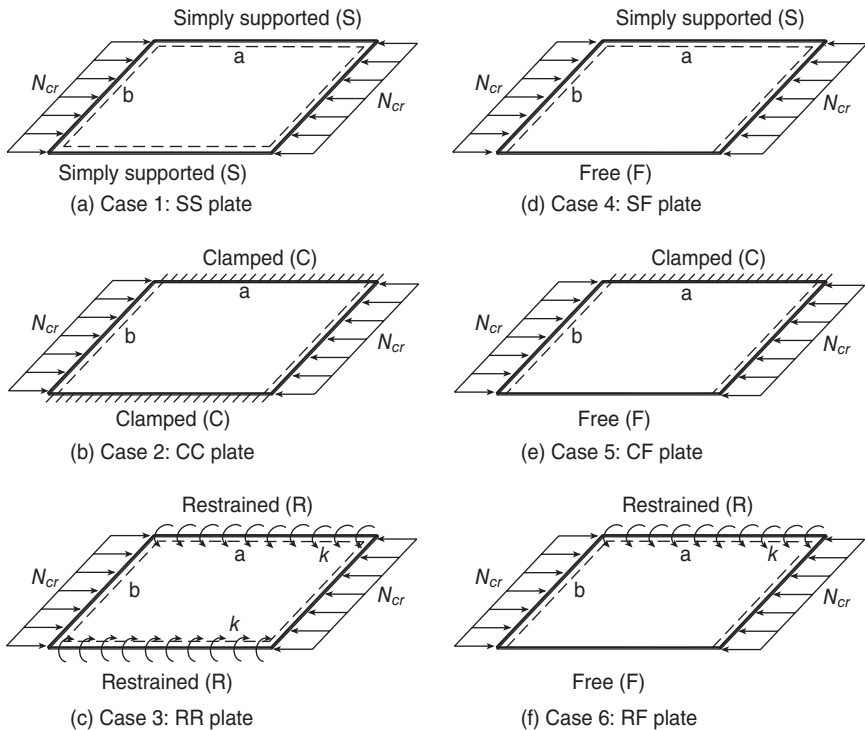 Simply supported (S)
a
b
N_cr
N_cr
Simply supported (S)
(a) Case 1: SS plate
Simply supported (S)
a
b
N_cr
N_cr
Free (F)
(d) Case 4: SF plate
Clamped (C)
a
b
N_cr
N_cr
Clamped (C)
(b) Case 2: CC plate
Clamped (C)
a
b
N_cr
N_cr
Free (F)
(e) Case 5: CF plate
Restrained (R)
a
k
b
N_cr
N_cr
k
Restrained (R)
(c) Case 3: RR plate
Restrained (R)
a
k
b
N_cr
N_cr
Free (F)
(f) Case 6: RF plate